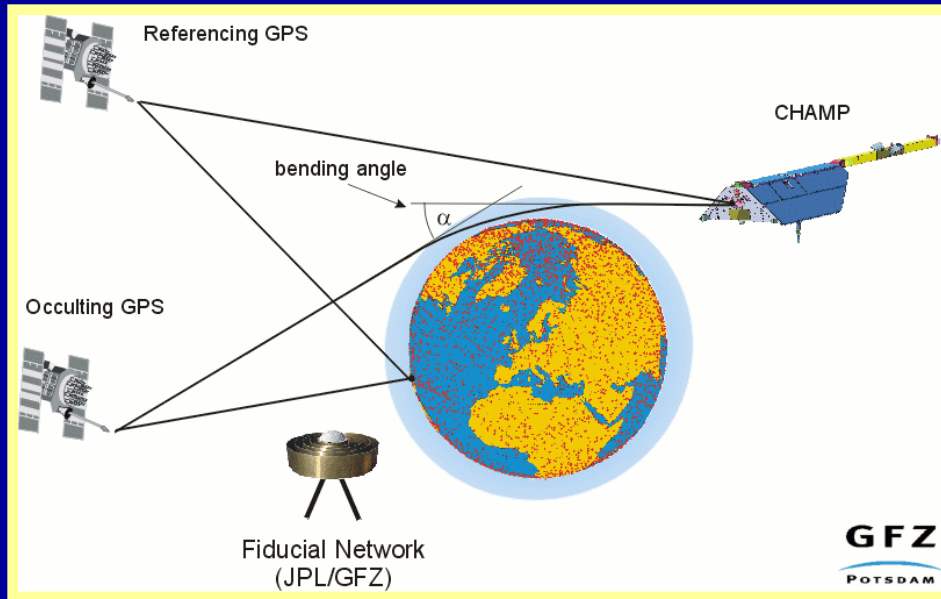 Referencing GPS
CHAMP
bending angle
α
Occulting GPS
Fiducial Network
(JPL/GFZ)
GFZ
POTSDAM